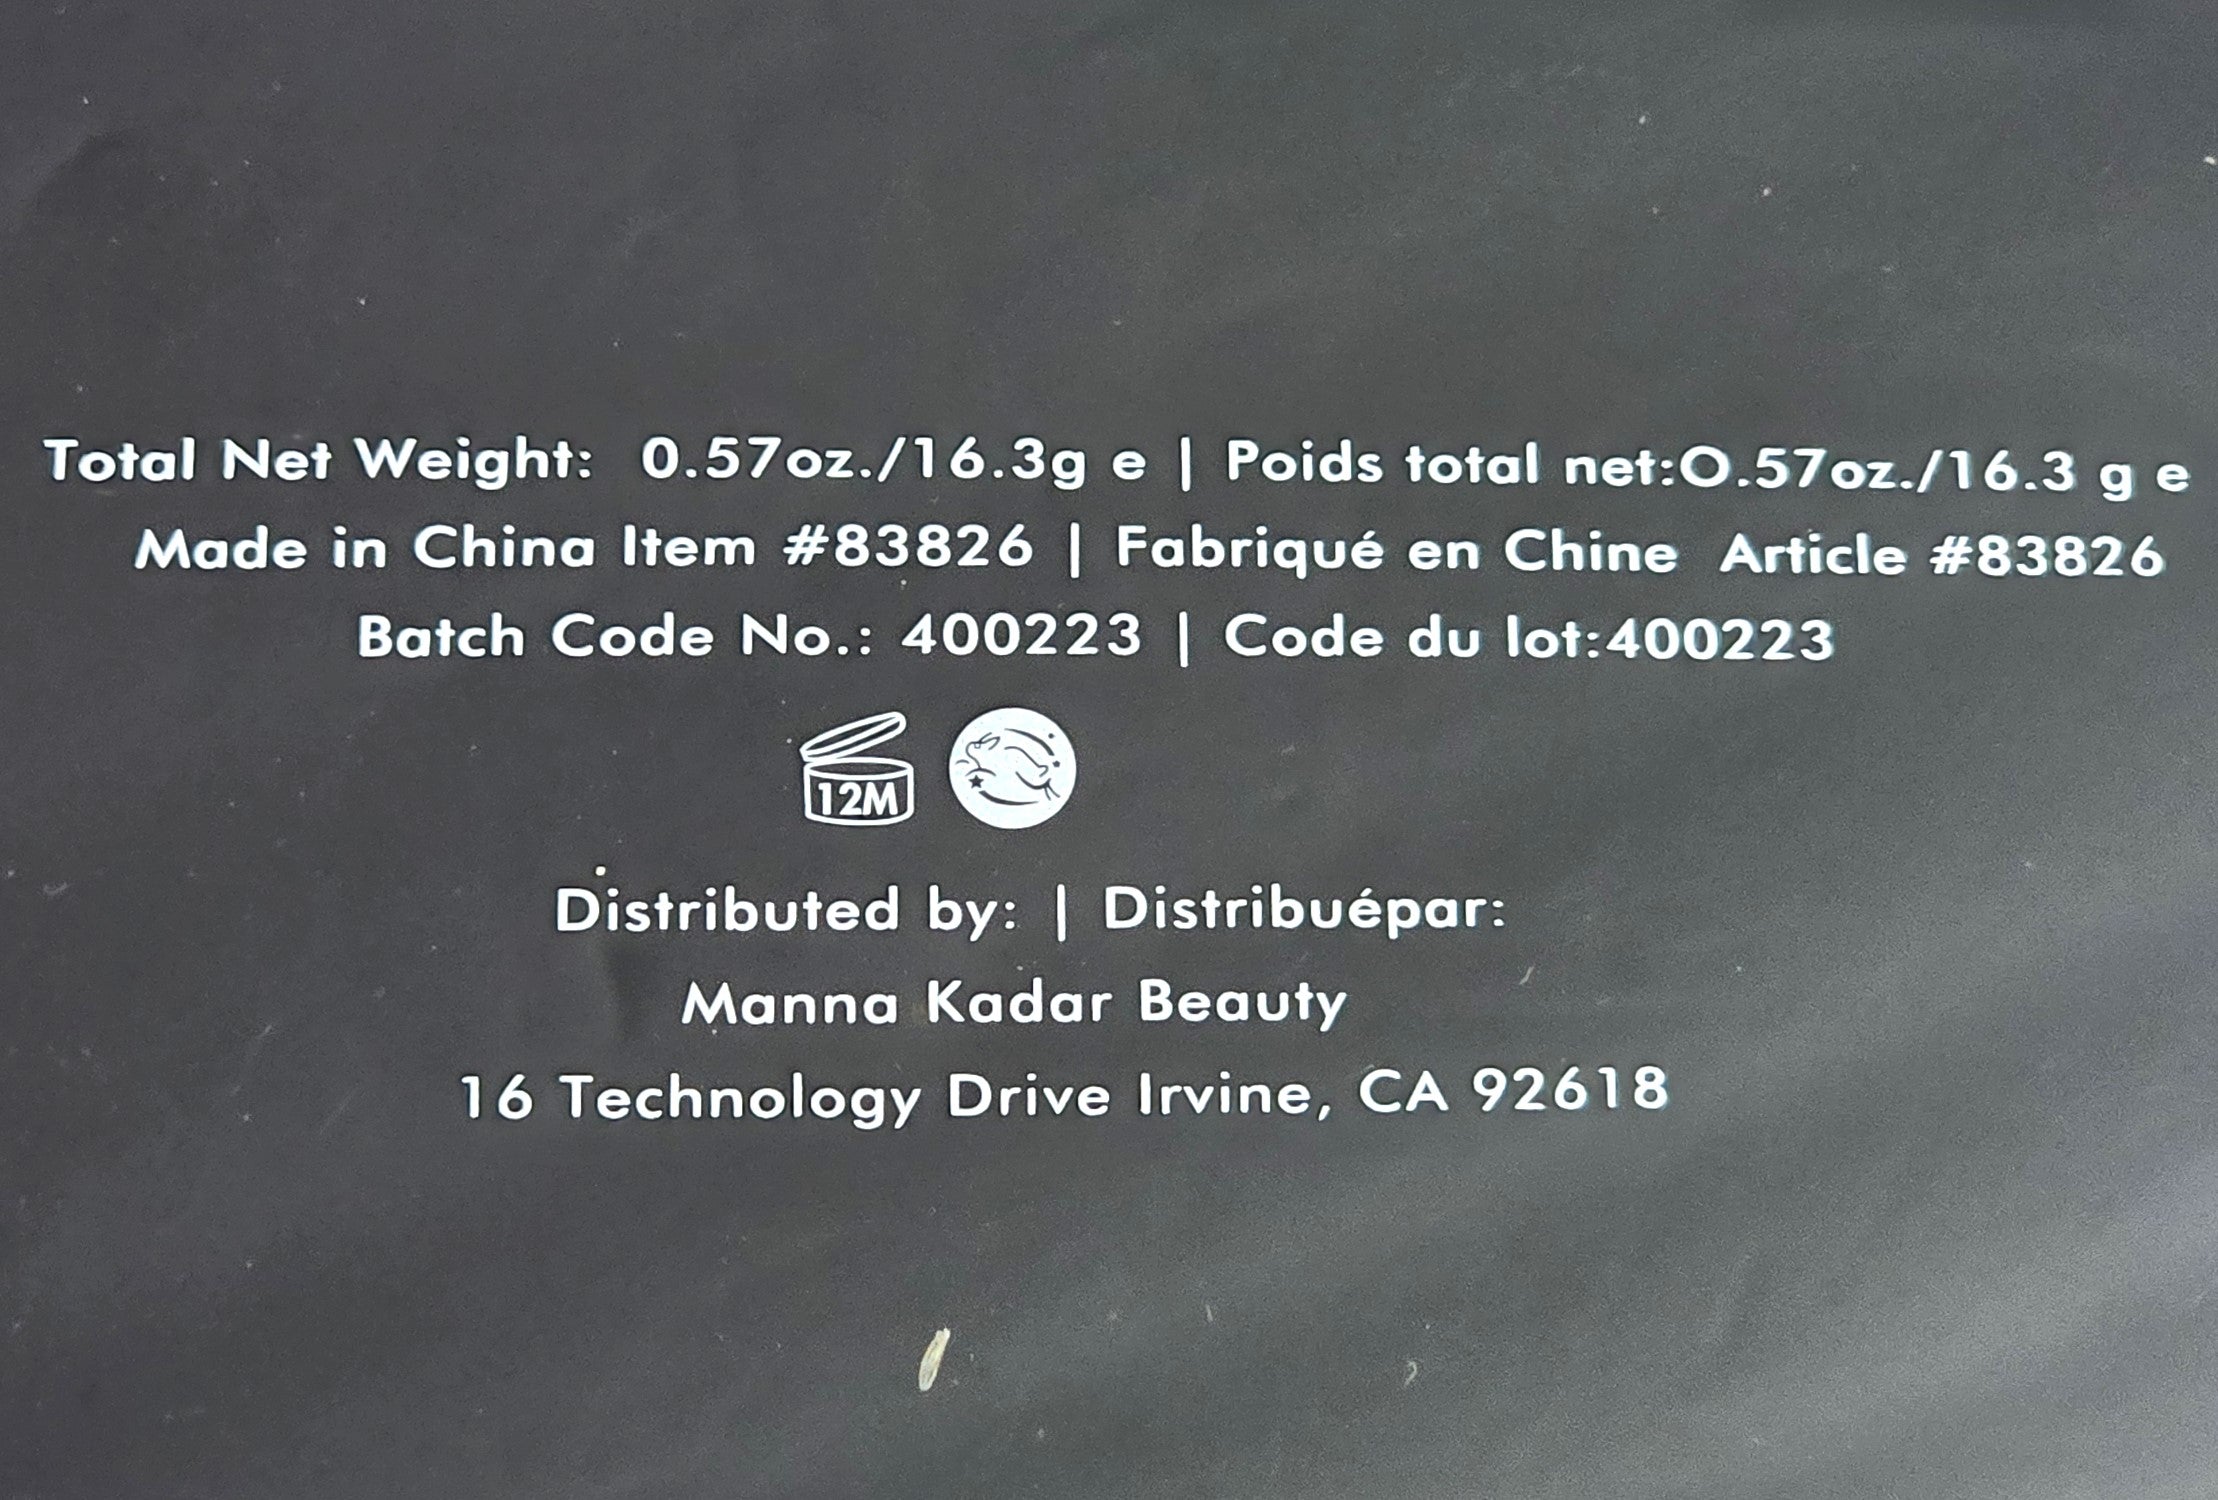 Total Net Weight: 0.57oz./16.3g e | Poids total net:O.57oz./16.3 g e
Made in China Item #83826 | Fabriqué en Chine Article #83826
Batch Code No.: 400223 | Code du lot:400223
12M
Distributed by: | Distribuépar:
Manna Kadar Beauty
16 Technology Drive Irvine, CA 92618